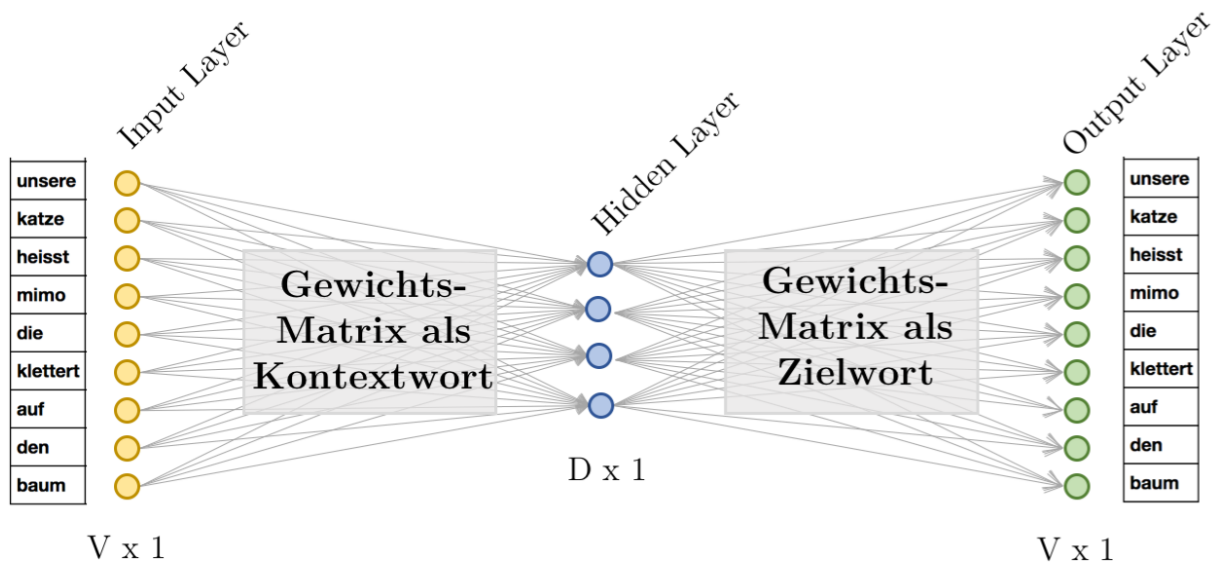 Input Layer
Hidden Layer
Output Layer
unsere
katze
heisst
mimo
die
klettert
auf
den
baum
V x 1
Gewichts-
Matrix als
Kontextwort
D x 1
Gewichts-
Matrix als
Zielwort
unsere
katze
heisst
mimo
die
klettert
auf
den
baum
V x 1